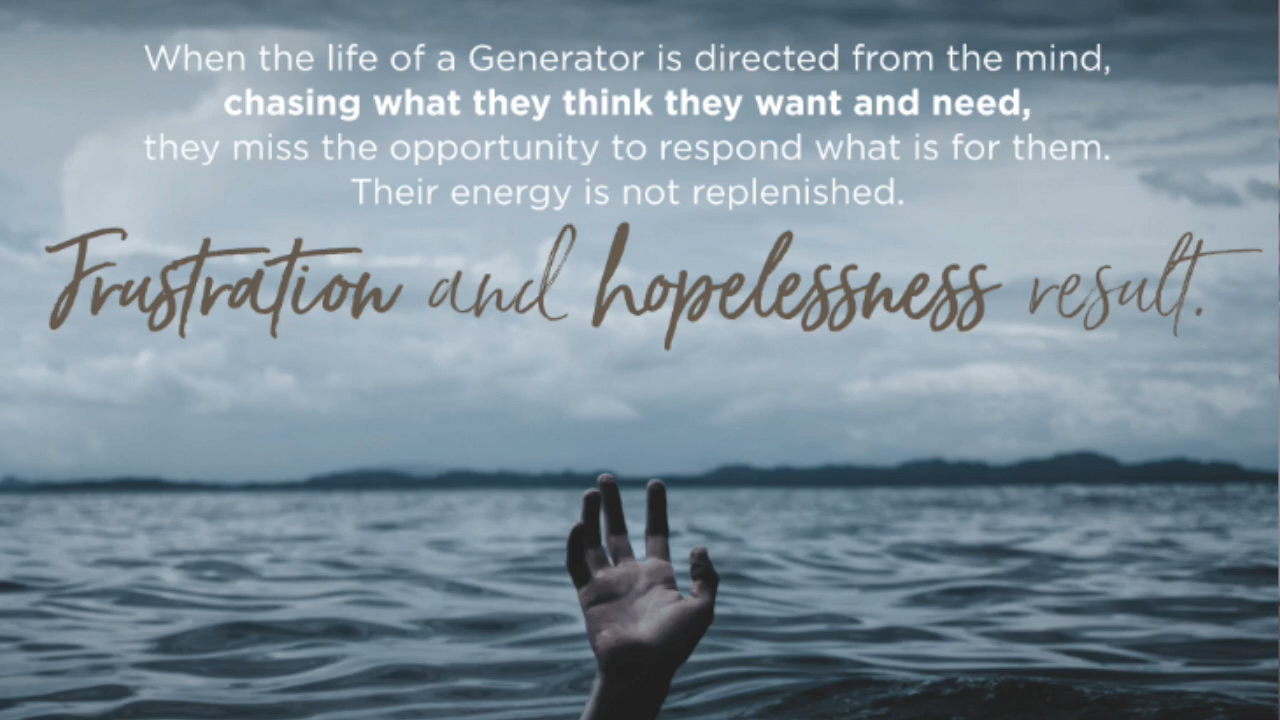 When the life of a Generator is directed from the mind,
chasing what they think they want and need,
they miss the opportunity to respond what is for them.
Their energy is not replenished.
Frustration and hopelessness result.